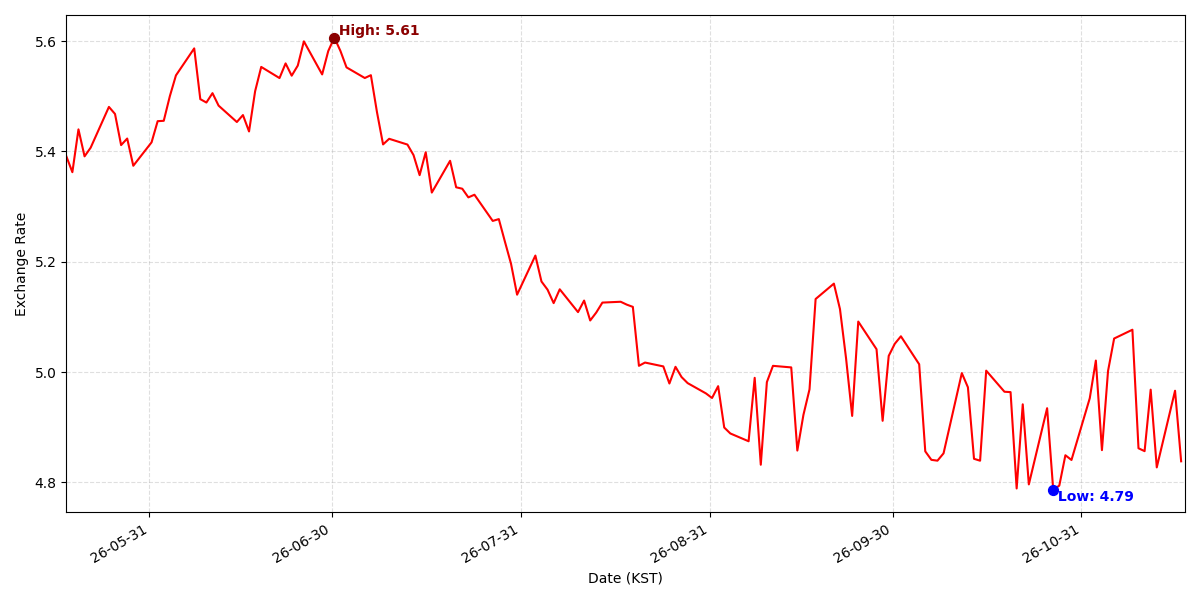 High: 5.61
5.6
5.4
5.2
5.0
4.8
Exchange Rate
Low: 4.79
26-05-31
26-06-30
26-07-31
26-08-31
26-09-30
26-10-31
Date (KST)